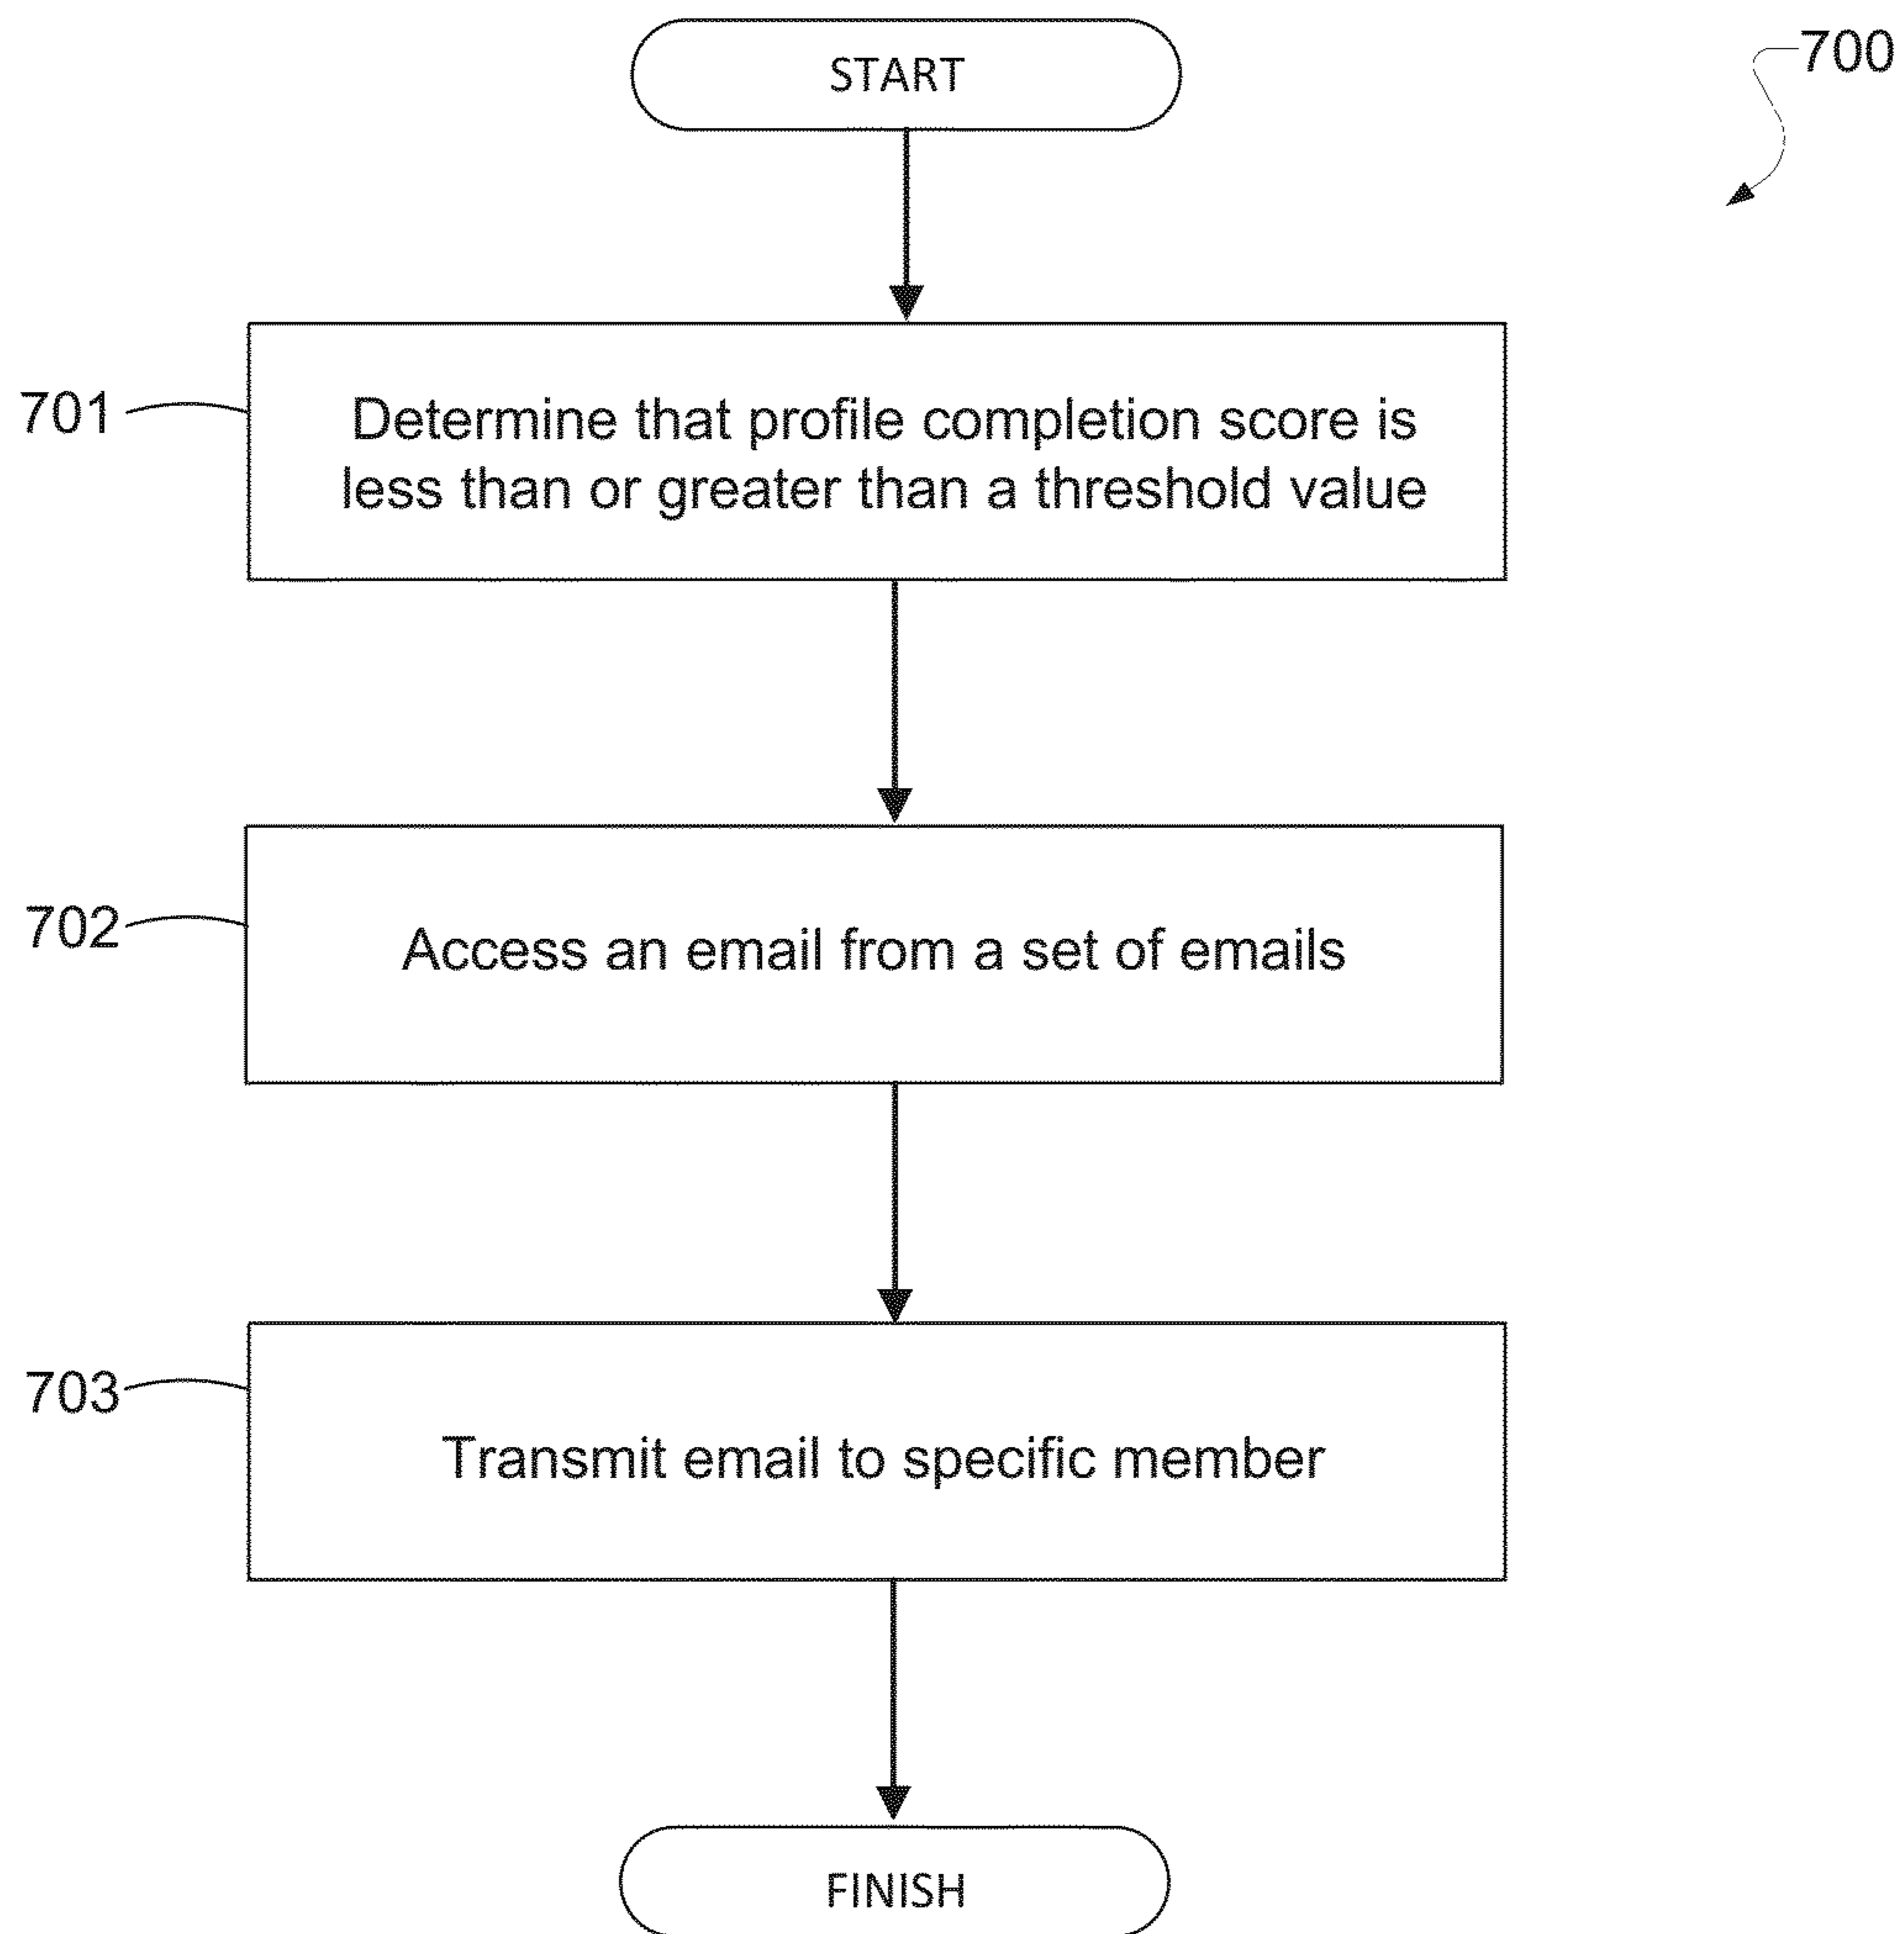 START
700
701
Determine that profile completion score is
less than or greater than a threshold value
702
Access an email from a set of emails
703
Transmit email to specific member
FINISH